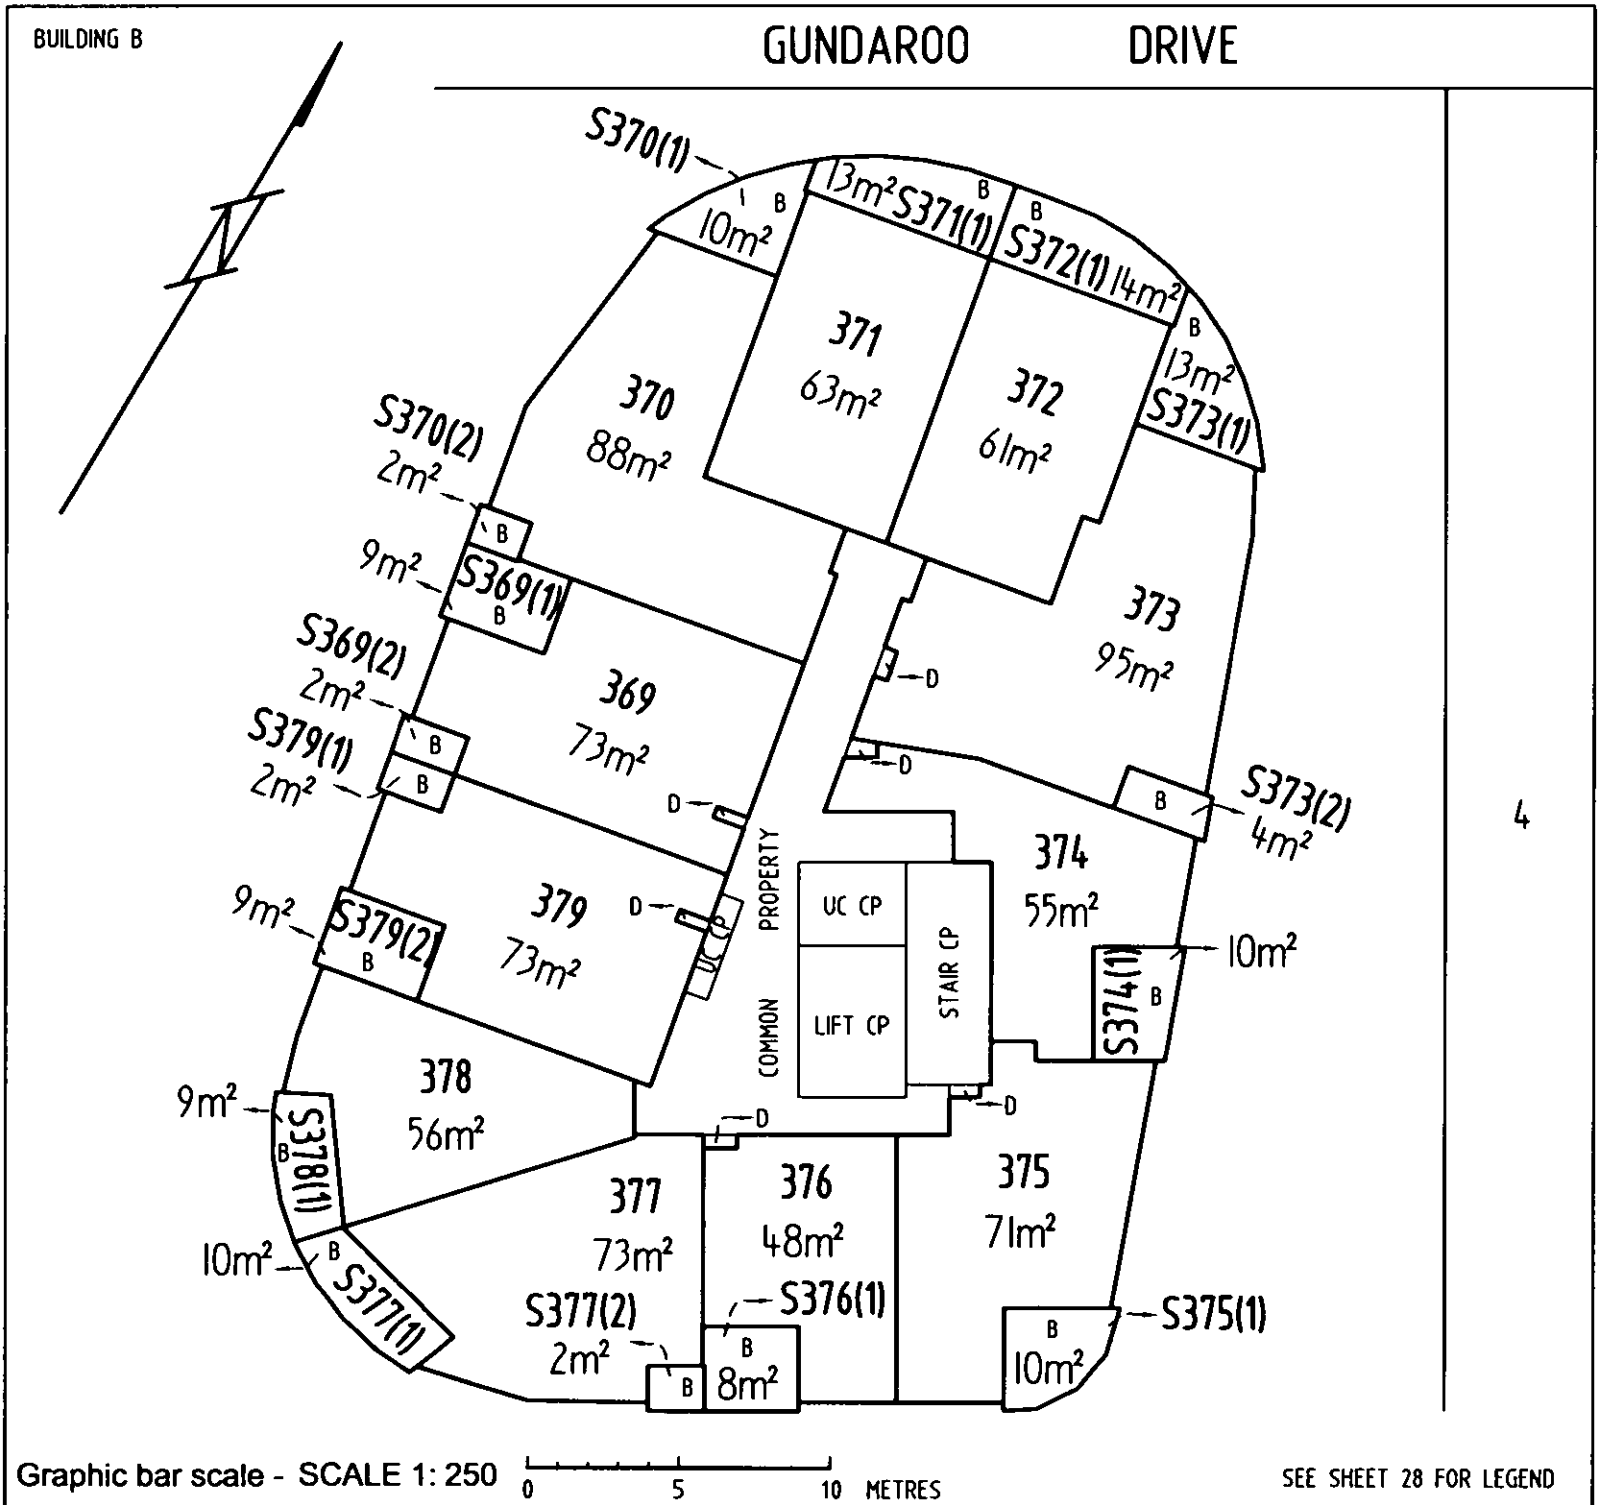 BUILDING B
GUNDAROO DRIVE
S370(1)
B
10m²
13m²
B
S371(1)
B
S372(1)
14m²
B
13m²
S373(1)
371
63m²
372
61m²
370
88m²
S370(2)
2m²
B
9m²
S369(1)
B
373
95m²
D
S369(2)
2m²
B
369
73m²
S379(1)
2m²
B
D
D
B
S373(2)
4m²
4
374
55m²
COMMON PROPERTY
UC CP
STAIR CP
LIFT CP
9m²
S379(2)
B
379
73m²
D
UC CP
10m²
S374(1)
B
378
56m²
9m²
S378(1)
B
D
D
377
73m²
376
48m²
375
71m²
10m²
B
S377(1)
S377(2)
2m²
B
S376(1)
B
8m²
S375(1)
B
10m²
Graphic bar scale - SCALE 1: 250
0 5 10 METRES
SEE SHEET 28 FOR LEGEND